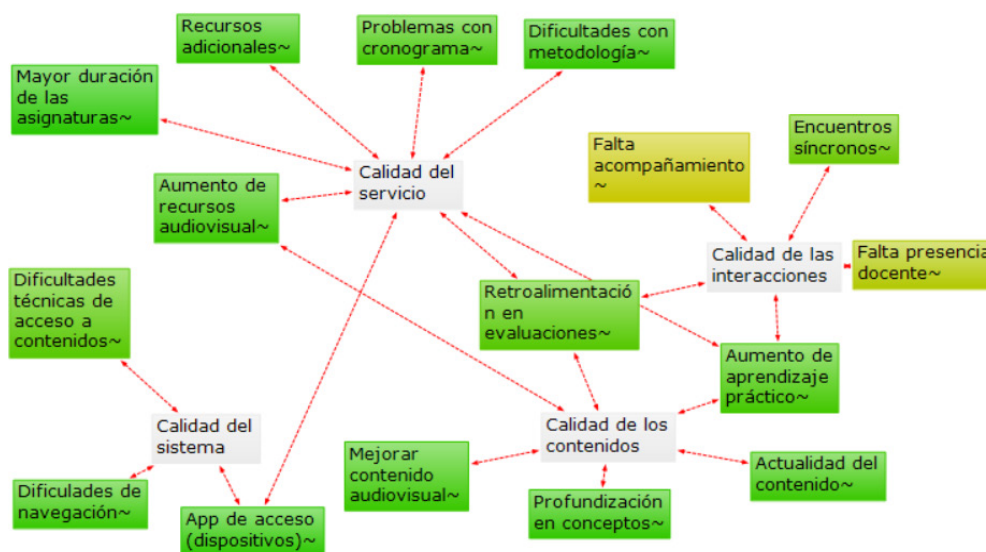 Recursos
adicionales~
Problemas con
cronograma~
Dificultades con
metodología~
Mayor duración
de las
asignaturas~
Falta
acompañamiento
~
Encuentros
síncronos~
Calidad del
servicio
Aumento de
recursos
audiovisual~
Calidad de las
interacciones
Falta presencia
docente~
Dificultades
técnicas de
acceso a
contenidos~
Retroalimentació
n en
evaluaciones~
Aumento de
aprendizaje
práctico~
Calidad del
sistema
Calidad de los
contenidos
Mejorar
contenido
audiovisual~
Actualidad del
contenido~
Dificulades de
navegación~
App de acceso
(dispositivos)~
Profundización
en conceptos~